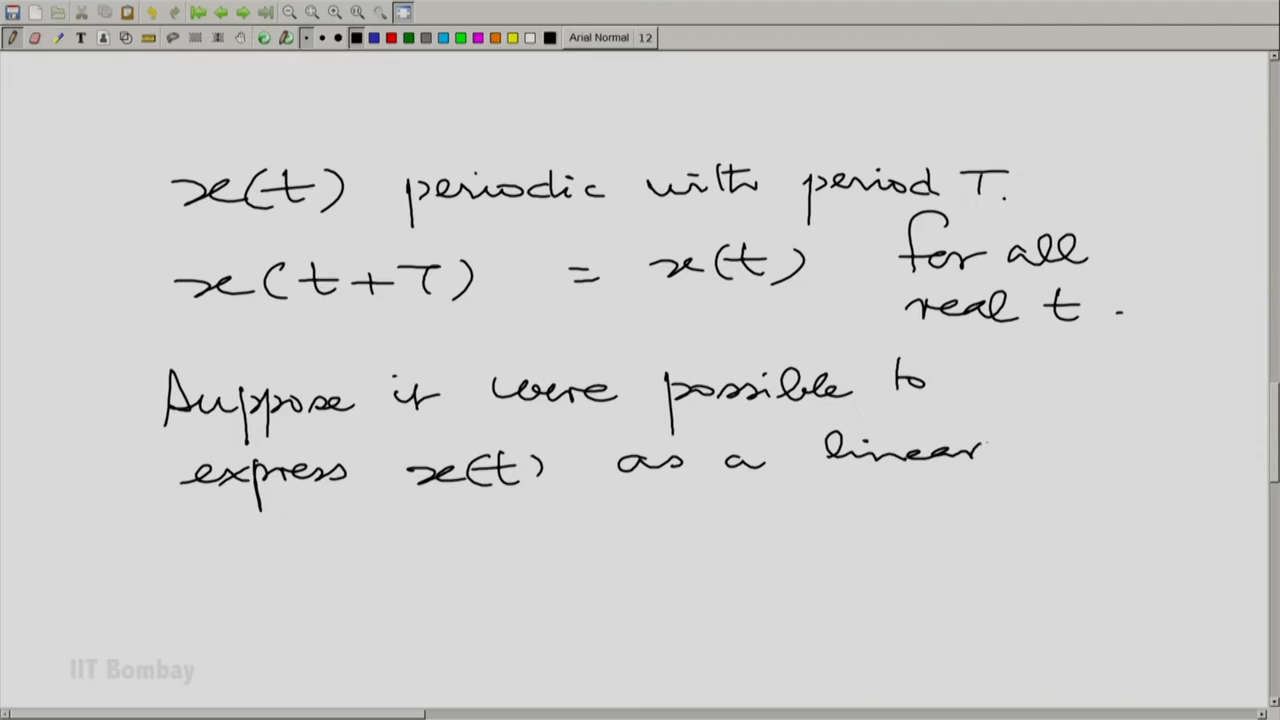 Arial Normal 12
x(t) periodic with period T.
x(t+T) = x(t) for all
real t.
Suppose it were possible to
express x(t) as a linear
IIT Bombay